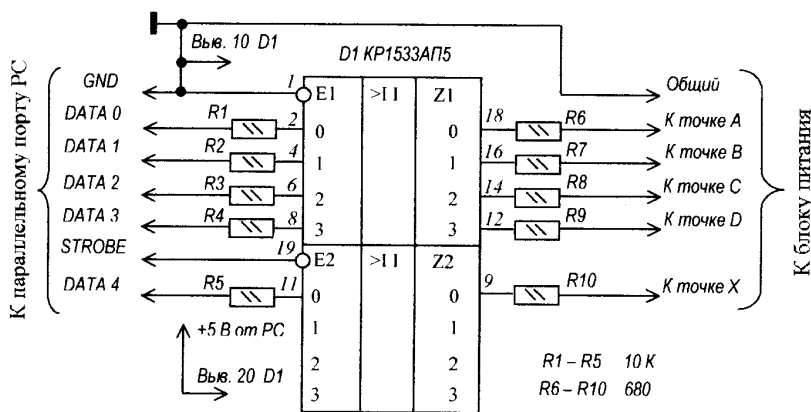 Выв. 10 D1
D1 КР1533АП5
К параллельному порту РС
GND
1
E1
>I I
Z1
Общий
DATA 0
R1
2
0
0
18
R6
К точке A
DATA 1
R2
4
1
1
16
R7
К точке B
DATA 2
R3
6
2
2
14
R8
К точке C
DATA 3
R4
8
3
3
12
R9
К точке D
STROBE
19
E2
>I I
Z2
DATA 4
R5
11
0
0
9
R10
К точке X
К блоку питания
+5 В от РС
1
1
2
2
Выв. 20 D1
3
3
R1 – R5 10 K
R6 – R10 680